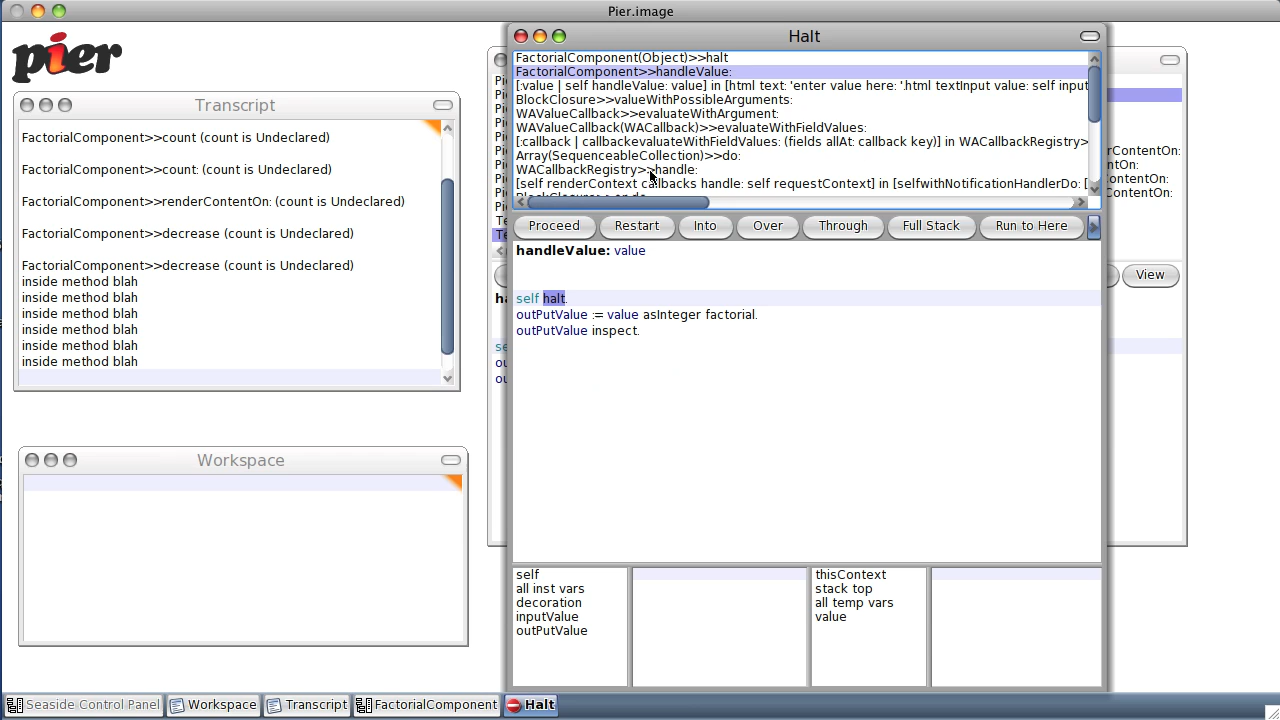 Pier.image
pier
Transcript
FactorialComponent>>count (count is Undeclared)
FactorialComponent>>count: (count is Undeclared)
FactorialComponent>>renderContentOn: (count is Undeclared)
FactorialComponent>>decrease (count is Undeclared)
FactorialComponent>>decrease (count is Undeclared)
inside method blah
inside method blah
inside method blah
inside method blah
inside method blah
inside method blah
Workspace
Halt
FactorialComponent(Object)>>halt
FactorialComponent>>handleValue:
[:value | self handleValue: value] in [html text: 'enter value here: 'html textInput value: self input
BlockClosure>>valueWithPossibleArguments:
WAValueCallback>>evaluateWithArgument:
WAValueCallback(WACallback)>>evaluateWithFieldValues:
[:callback | callbackevaluateWithFieldValues: (fields allAt: callback key)] in WACallbackRegistry>
Array(SequenceableCollection)>>do:
WACallbackRegistry>>handle:
[self renderContext callbacks handle: self requestContext] in [selfwithNotificationHandlerDo: [
Proceed
Restart
Into
Over
Through
Full Stack
Run to Here
handleValue: value
self halt.
outPutValue := value asInteger factorial.
outPutValue inspect.
self
all inst vars
decoration
inputValue
outPutValue
thisContext
stack top
all temp vars
value
rContentOn:
ntOn:
ontentOn:
ontentOn:
View
Seaside Control Panel
Workspace
Transcript
FactorialComponent
Halt